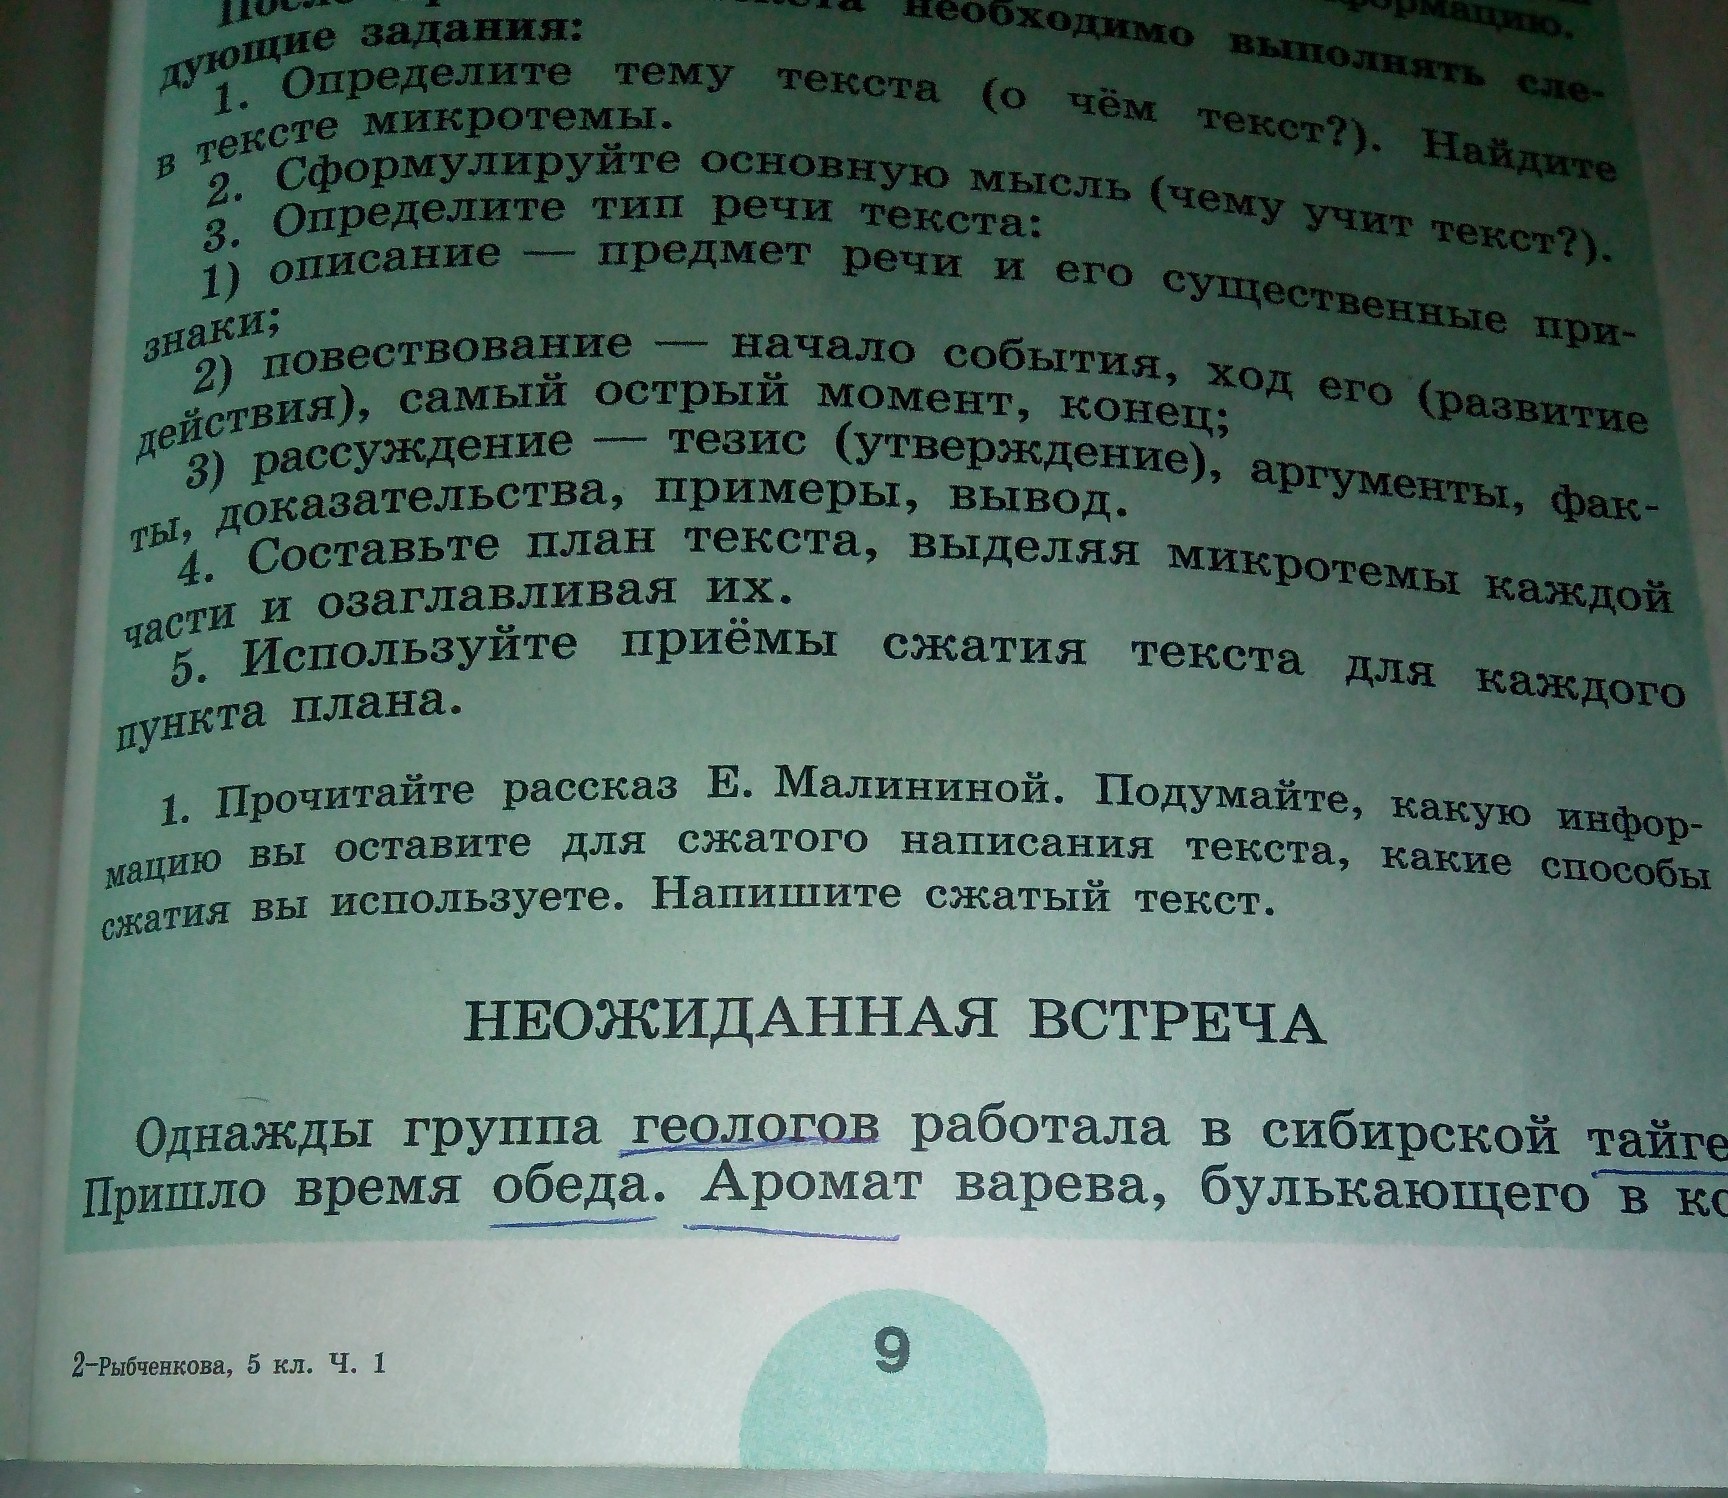 необходимо выполнять сле-
дующие задания:
1. Определите тему текста (о чём текст?). Найдите
в тексте микротемы.
2. Сформулируйте основную мысль (чему учит текст?).
3. Определите тип речи текста:
1) описание — предмет речи и его существенные при-
знаки;
2) повествование — начало события, ход его (развитие
действия), самый острый момент, конец;
3) рассуждение — тезис (утверждение), аргументы, фак-
ты, доказательства, примеры, вывод.
4. Составьте план текста, выделяя микротемы каждой
части и озаглавливая их.
5. Используйте приёмы сжатия текста для каждого
пункта плана.
1. Прочитайте рассказ Е. Малининой. Подумайте, какую инфор-
мацию вы оставите для сжатого написания текста, какие способы
сжатия вы используете. Напишите сжатый текст.
НЕОЖИДАННАЯ ВСТРЕЧА
Однажды группа геологов работала в сибирской тайге
Пришло время обеда. Аромат варева, булькающего в
9
2-Рыбченкова, 5 кл. Ч. 1